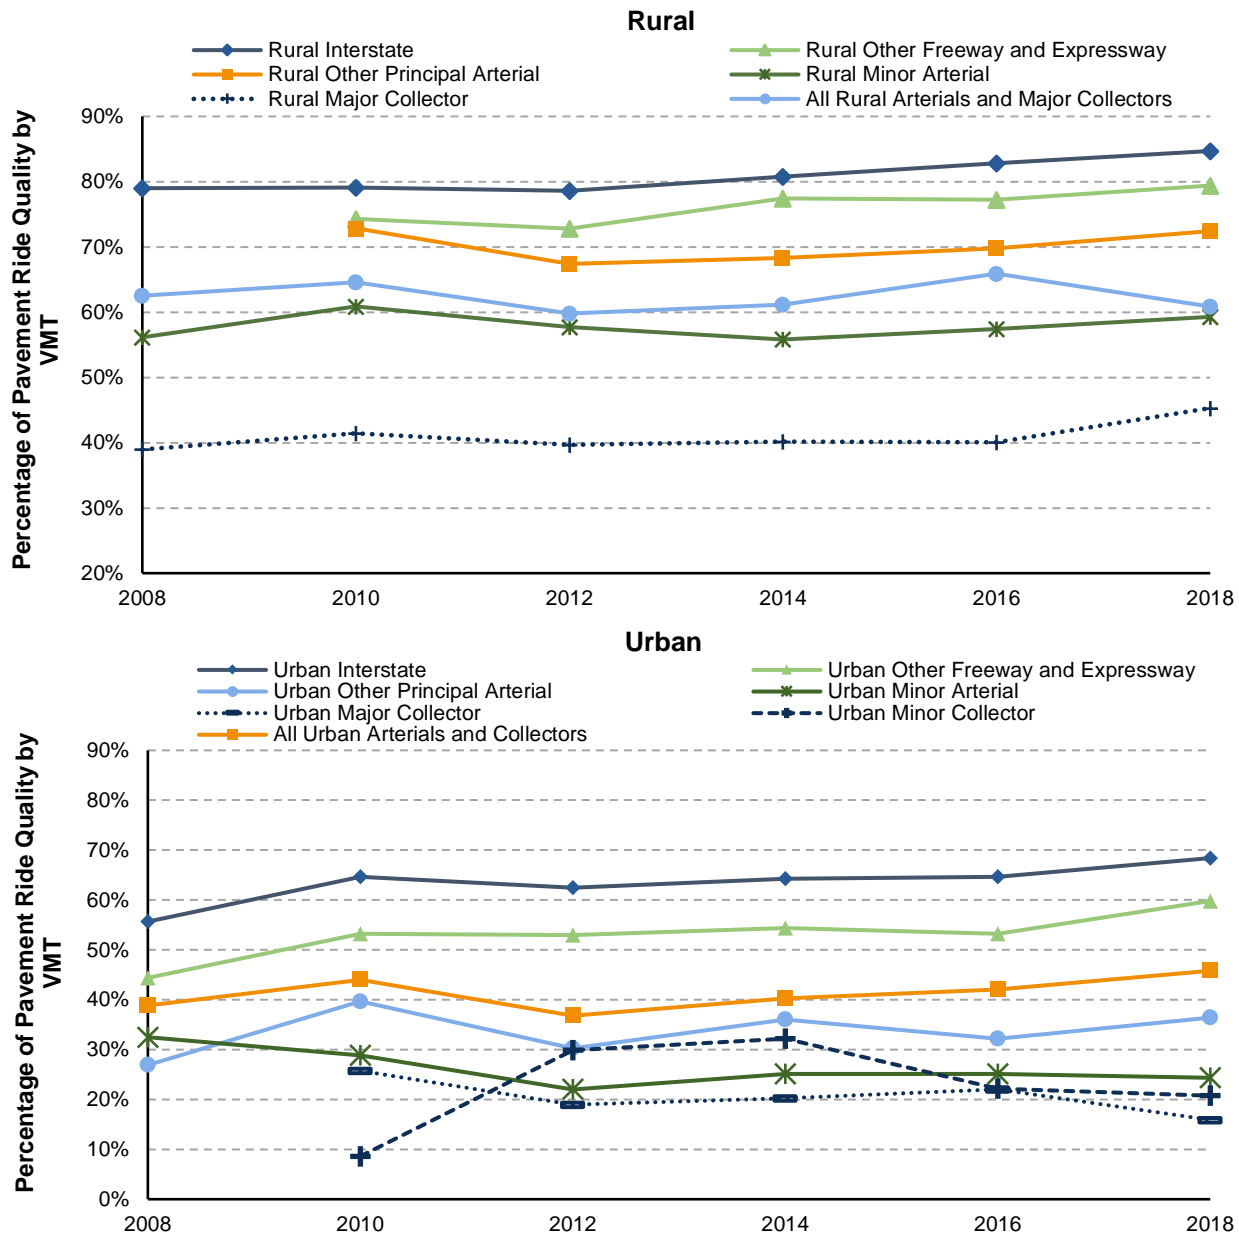 Rural
Rural Interstate
Rural Other Freeway and Expressway
Rural Other Principal Arterial
Rural Minor Arterial
Rural Major Collector
All Rural Arterials and Major Collectors
Percentage of Pavement Ride Quality by
VMT
90%
80%
70%
60%
50%
40%
30%
20%
2008
2010
2012
2014
2016
2018
Urban
Urban Interstate
Urban Other Freeway and Expressway
Urban Other Principal Arterial
Urban Minor Arterial
Urban Major Collector
Urban Minor Collector
All Urban Arterials and Collectors
Percentage of Pavement Ride Quality by
VMT
90%
80%
70%
60%
50%
40%
30%
20%
10%
0%
2008
2010
2012
2014
2016
2018